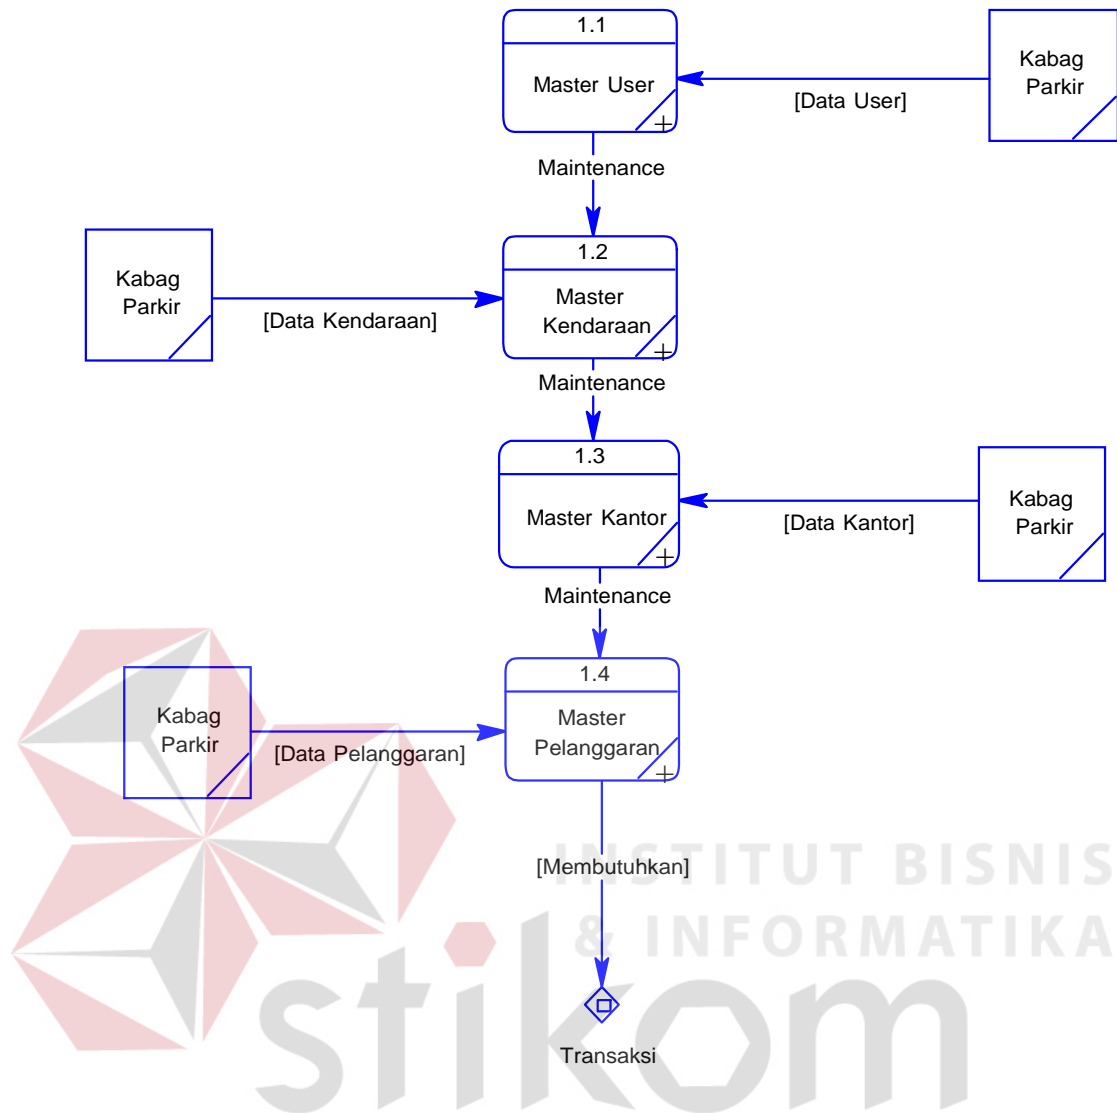 1.1
Master User
Kabag
Parkir
[Data User]
Maintenance
1.2
Kabag
Parkir
Master
Kendaraan
[Data Kendaraan]
Maintenance
1.3
Master Kantor
Kabag
Parkir
[Data Kantor]
Maintenance
1.4
Kabag
Parkir
Master
Pelanggaran
[Data Pelanggaran]
[Membutuhkan]
INSTITUT BISNIS
& INFORMATIKA
stikom
Transaksi